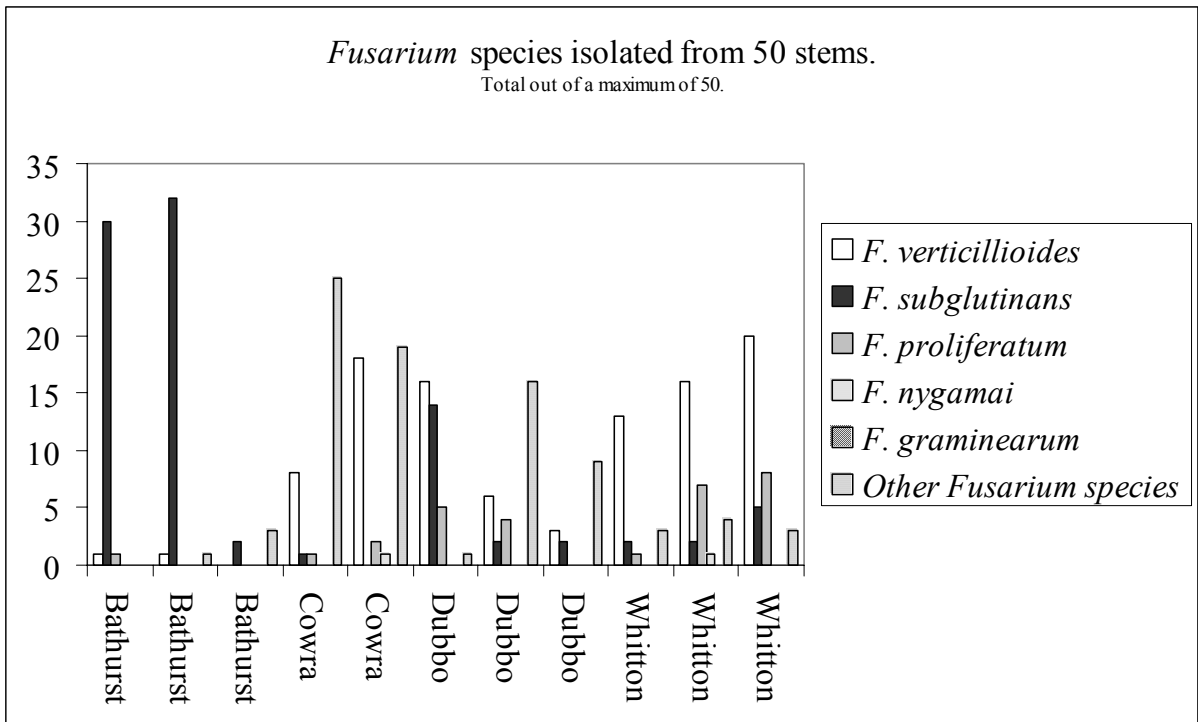 Fusarium species isolated from 50 stems.
Total out of a maximum of 50.
35
30
25
20
15
10
5
0
Bathurst
Bathurst
Bathurst
Cowra
Cowra
Dubbo
Dubbo
Dubbo
Whitton
Whitton
Whitton
F. verticillioides
F. subglutinans
F. proliferatum
F. nygamai
F. graminearum
Other Fusarium species